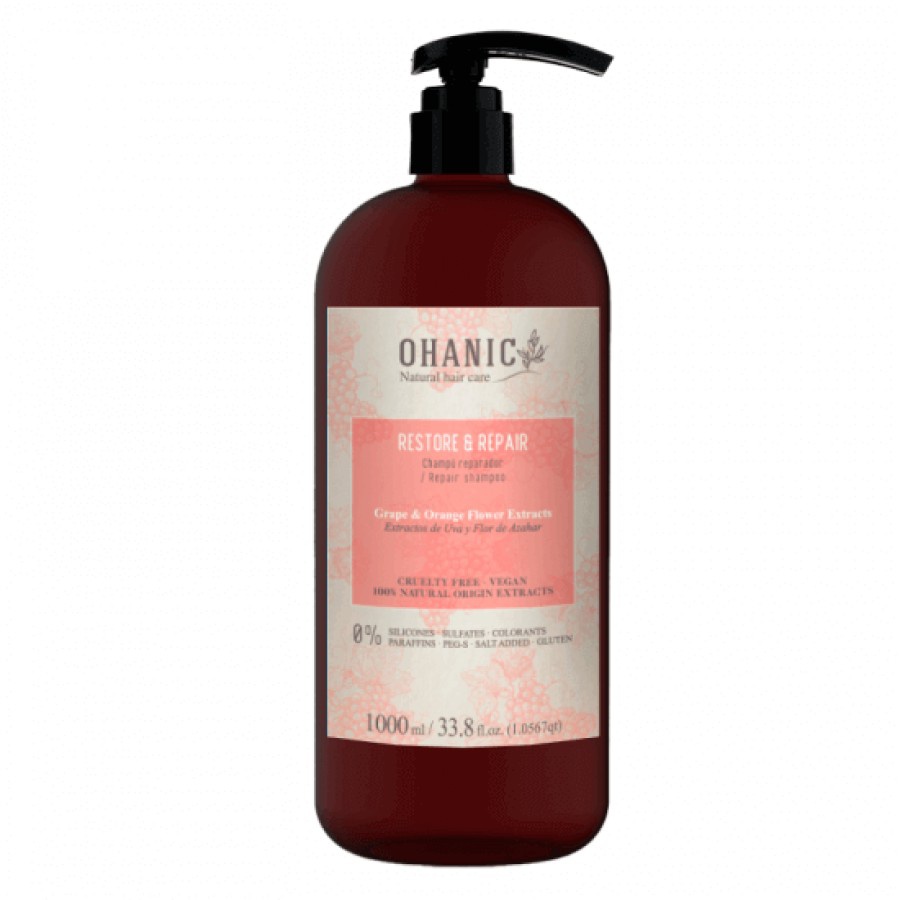 OHANIC
Natural hair care
RESTORE & REPAIR
Champú reparador
/ Repair shampoo
Grape & Orange Flower Extracts
Extractos de Uva y Flor de Azahar
CRUELTY FREE · VEGAN
100% NATURAL ORIGIN EXTRACTS
0% SILICONES · SULFATES · COLORANTS
PARAFFINS · PEG-S · SALT ADDED · GLUTEN
1000 ml / 33.8 fl.oz. (1.0567qt)